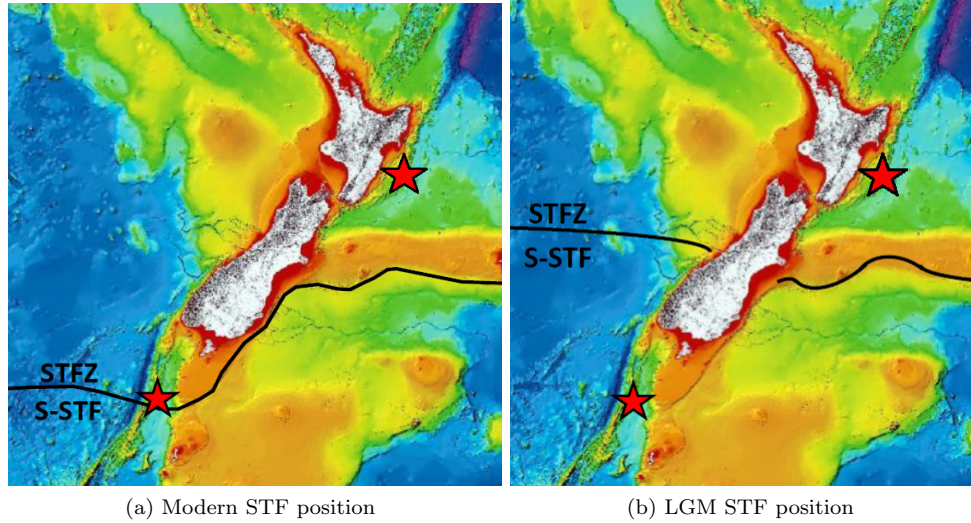 STFZ
S-STF
STFZ
S-STF
(a) Modern STF position
(b) LGM STF position